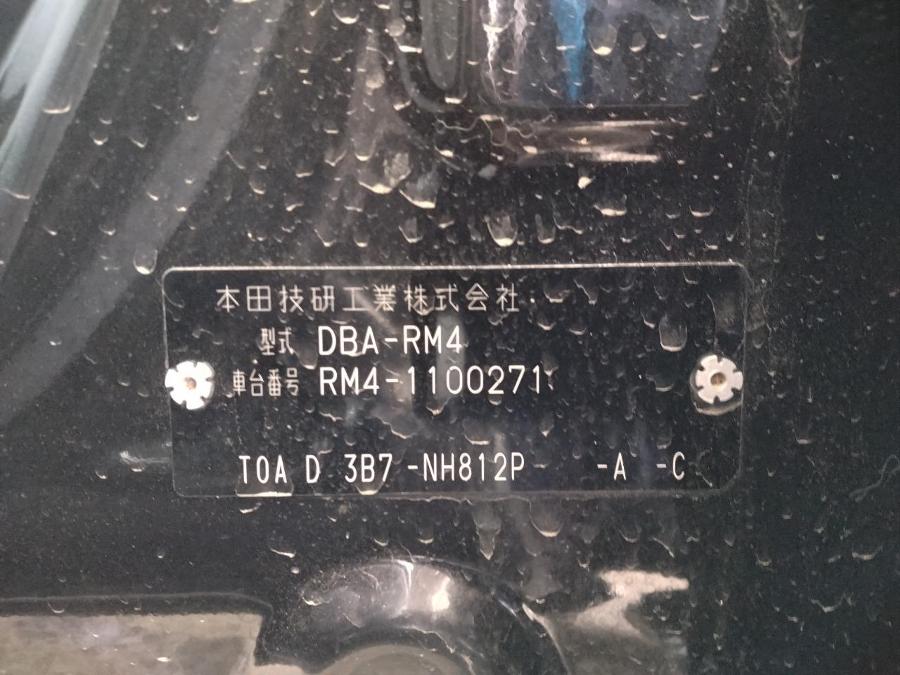 本田技研工業株式会社
型式 DBA-RM4
車台番号 RM4-1100271
T0A D 3B7 -NH812P- -A -C